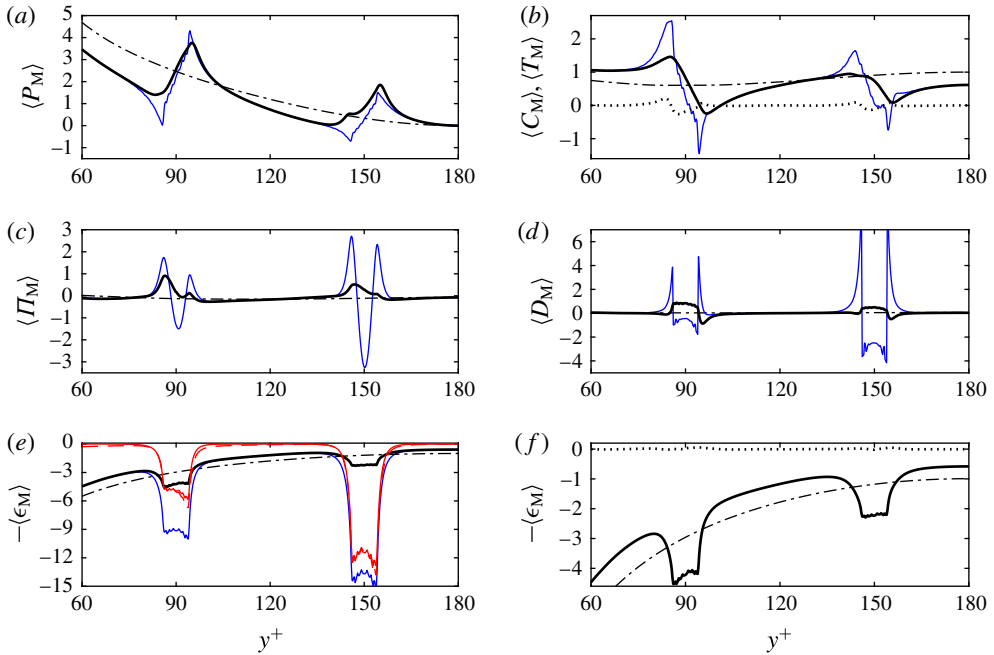 (a)
5
4
3
2
1
0
−1
⟨P_M⟩
60 90 120 150 180
(b)
2
1
0
−1
⟨C_M⟩, ⟨T_M⟩
60 90 120 150 180
(c)
3
2
1
0
−1
−2
−3
⟨Π_M⟩
60 90 120 150 180
(d)
6
4
2
0
−2
−4
⟨D_M⟩
60 90 120 150 180
(e)
0
−3
−6
−9
−12
−15
−⟨ϵ_M⟩
60 90 120 150 180
y⁺
(f)
0
−1
−2
−3
−4
−⟨ϵ_M⟩
60 90 120 150 180
y⁺